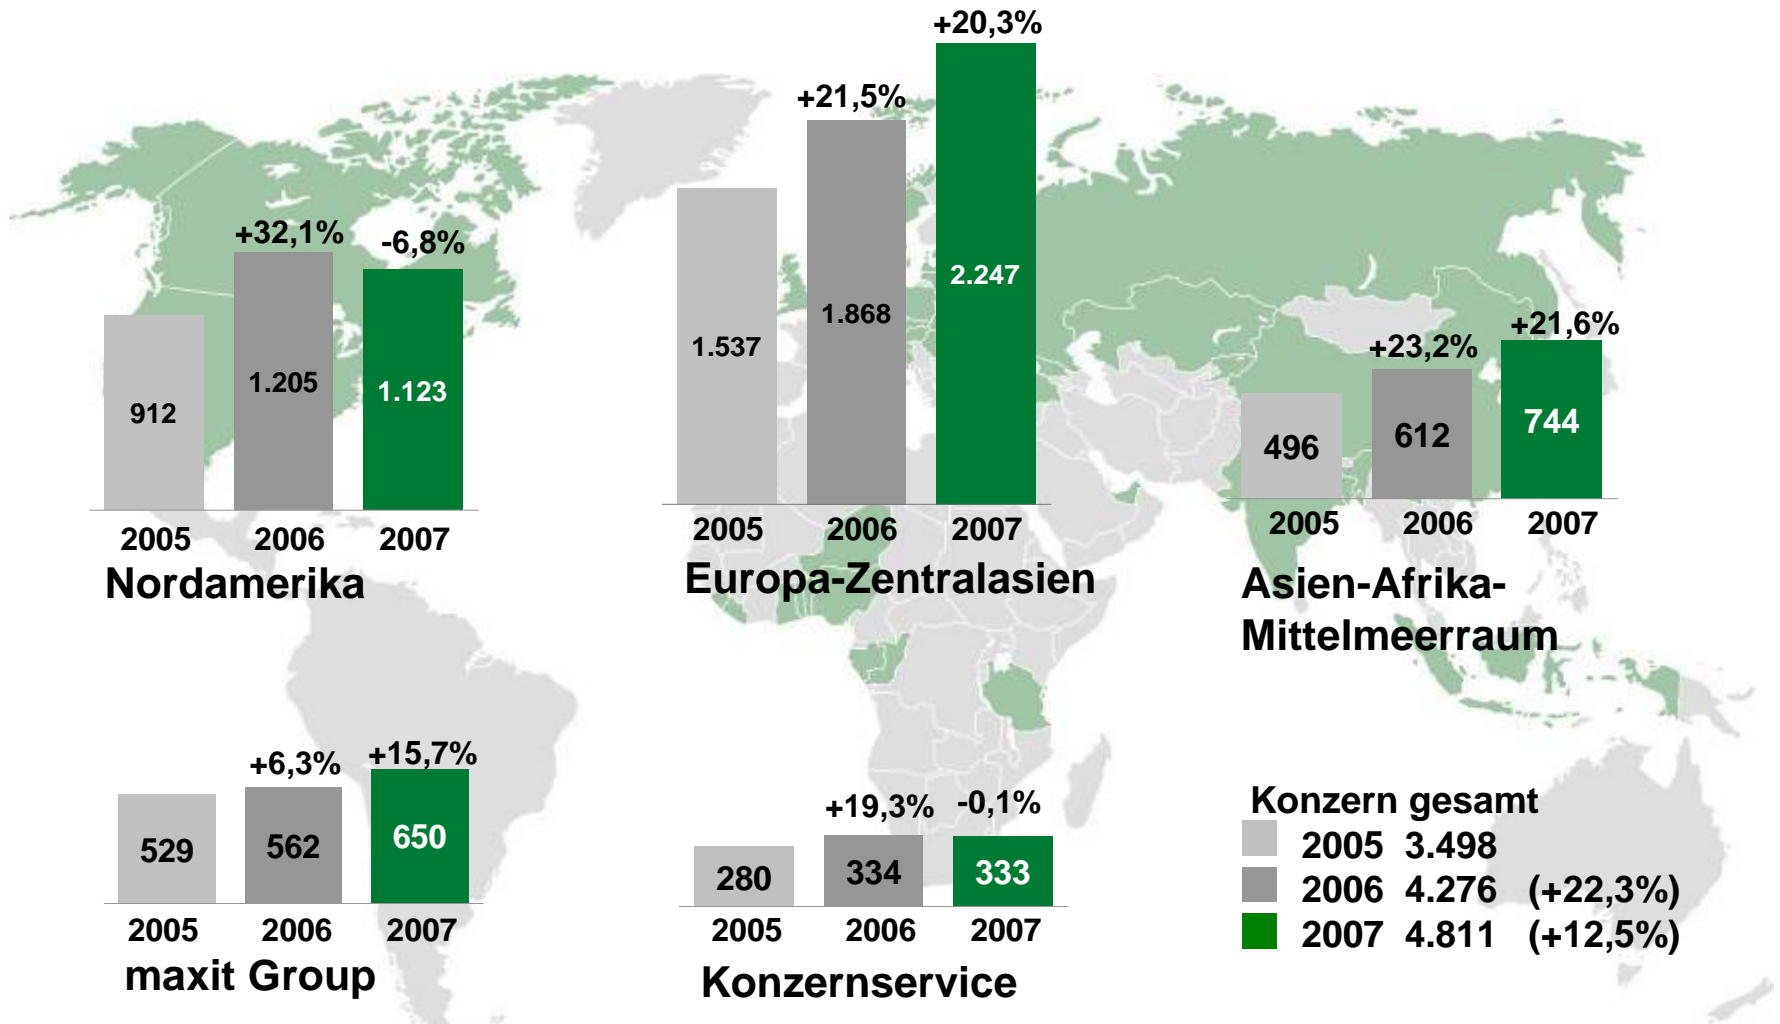 +32,1%
-6,8%
912
1.205
1.123
2005 2006 2007
Nordamerika
+20,3%
+21,5%
1.537
1.868
2.247
2005 2006 2007
Europa-Zentralasien
+21,6%
+23,2%
496
612
744
2005 2006 2007
Asien-Afrika-
Mittelmeerraum
+15,7%
+6,3%
529
562
650
2005 2006 2007
maxit Group
+19,3% -0,1%
280
334
333
2005 2006 2007
Konzernservice
Konzern gesamt
2005 3.498
2006 4.276 (+22,3%)
2007 4.811 (+12,5%)